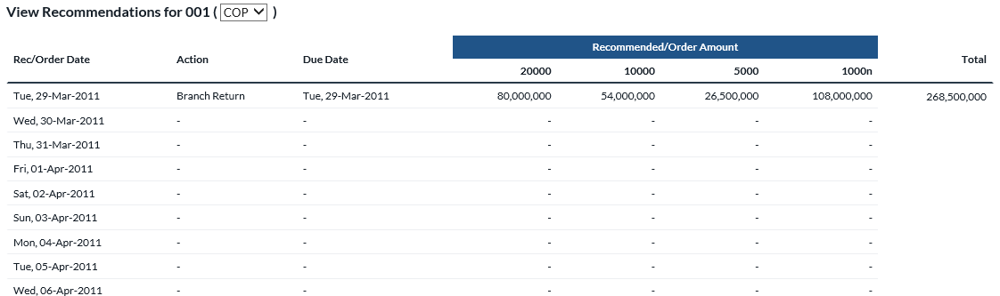 View Recommendations for 001 ( COP )
Recommended/Order Amount
Rec/Order Date Action Due Date Total
20000 10000 5000 1000n
Tue, 29-Mar-2011 Branch Return Tue, 29-Mar-2011 80,000,000 54,000,000 26,500,000 108,000,000 268,500,000
Wed, 30-Mar-2011 - - - - - -
Thu, 31-Mar-2011 - - - - - -
Fri, 01-Apr-2011 - - - - - -
Sat, 02-Apr-2011 - - - - - -
Sun, 03-Apr-2011 - - - - - -
Mon, 04-Apr-2011 - - - - - -
Tue, 05-Apr-2011 - - - - - -
Wed, 06-Apr-2011 - - - - - -